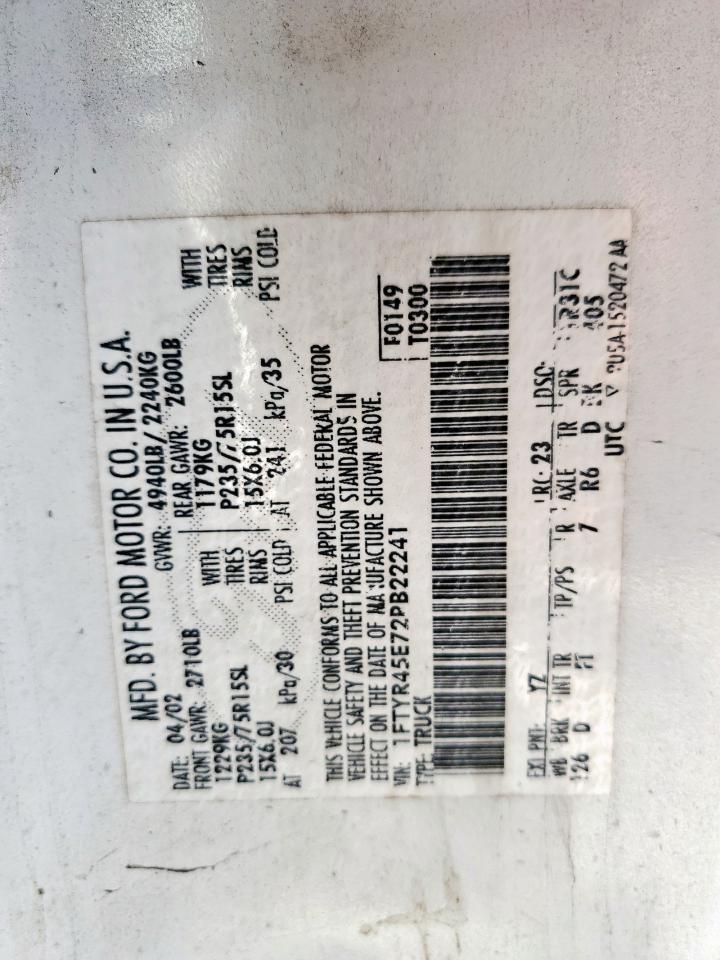 MFD. BY FORD MOTOR CO. IN U.S.A.
DATE: 04/02 GVWR: 4940LB/ 2240KG
FRONT GAWR: 2710LB REAR GAWR: 2600LB
1229KG WITH 1179KG WITH
P235/75R15SL TIRES P235/75R15SL TIRES
15X6.0J RIMS 15X6.0J RIMS
AT 207 kPa/30 PSI COLD AT 241 kPa/35 PSI COLD
THIS VEHICLE CONFORMS TO ALL APPLICABLE FEDERAL MOTOR
VEHICLE SAFETY AND THEFT PREVENTION STANDARDS IN
EFFECT ON THE DATE OF MANUFACTURE SHOWN ABOVE.
VIN: 1FTYR45E72PB22241 F0149
TYPE: TRUCK T0300
EXT PNT: YZ RC: 23 DSO:
WB BRK INT TR TP/PS R AXLE TR SPR
126 D 7 R6 D
UTC